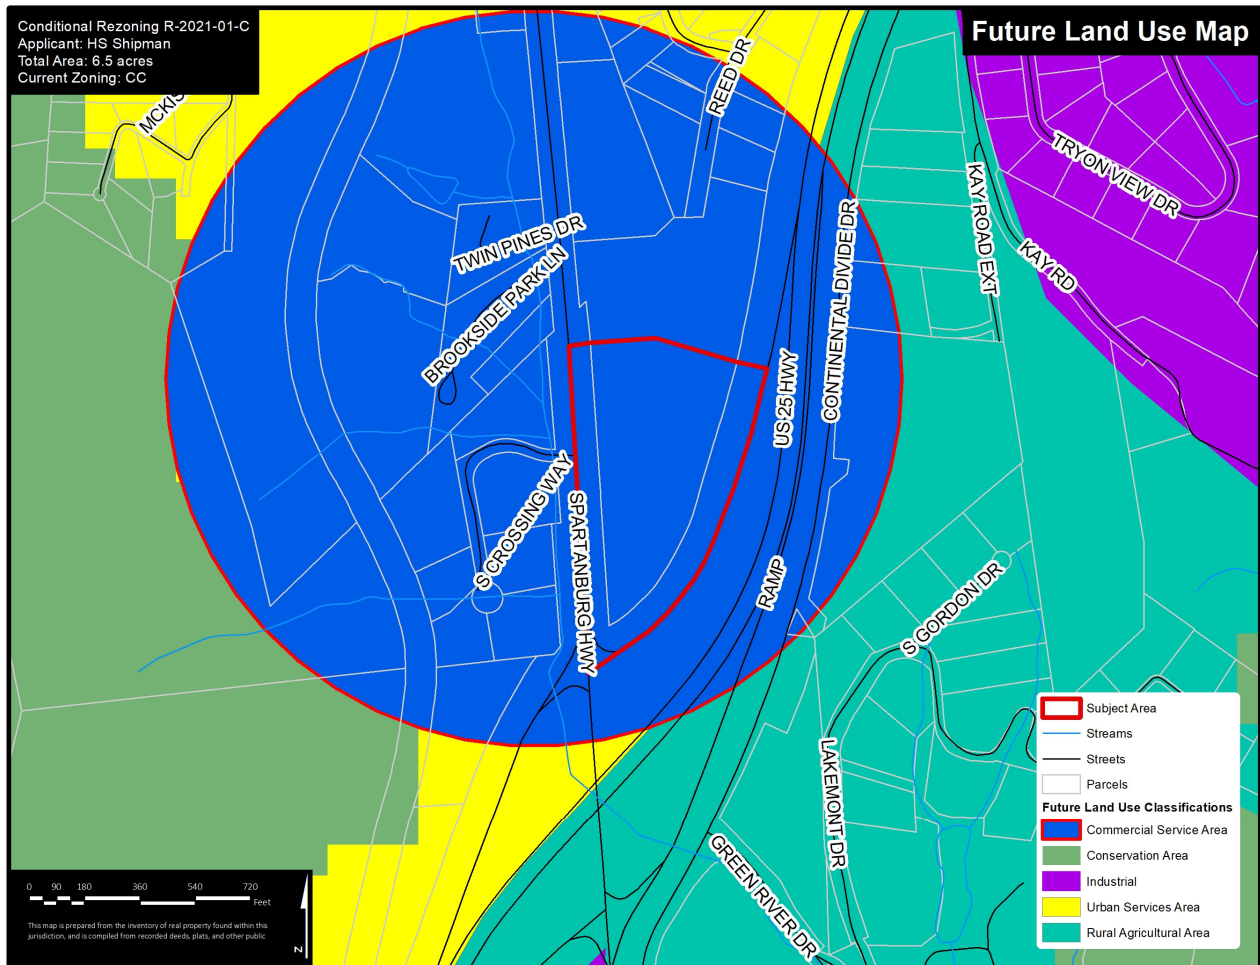 Conditional Rezoning R-2021-01-C
Applicant: HS Shipman
Total Area: 6.5 acres
Current Zoning: CC
Future Land Use Map
REED DR
TRYON VIEW DR
KAY ROAD EXT
KAY RD
TWIN PINES DR
BROOKSIDE PARK LN
CONTINENTAL DIVIDE DR
US 25 HWY
S CROSSING WAY
SPARTANBURG HWY
RAMP
S GORDON DR
LAKEMONT DR
GREEN RIVER DR
Subject Area
Streams
Streets
Parcels
Future Land Use Classifications
Commercial Service Area
Conservation Area
Industrial
Urban Services Area
Rural Agricultural Area
0 90 180 360 540 720
Feet
This map is prepared from the inventory of real property found within this
jurisdiction, and is compiled from recorded deeds, plats, and other public
N